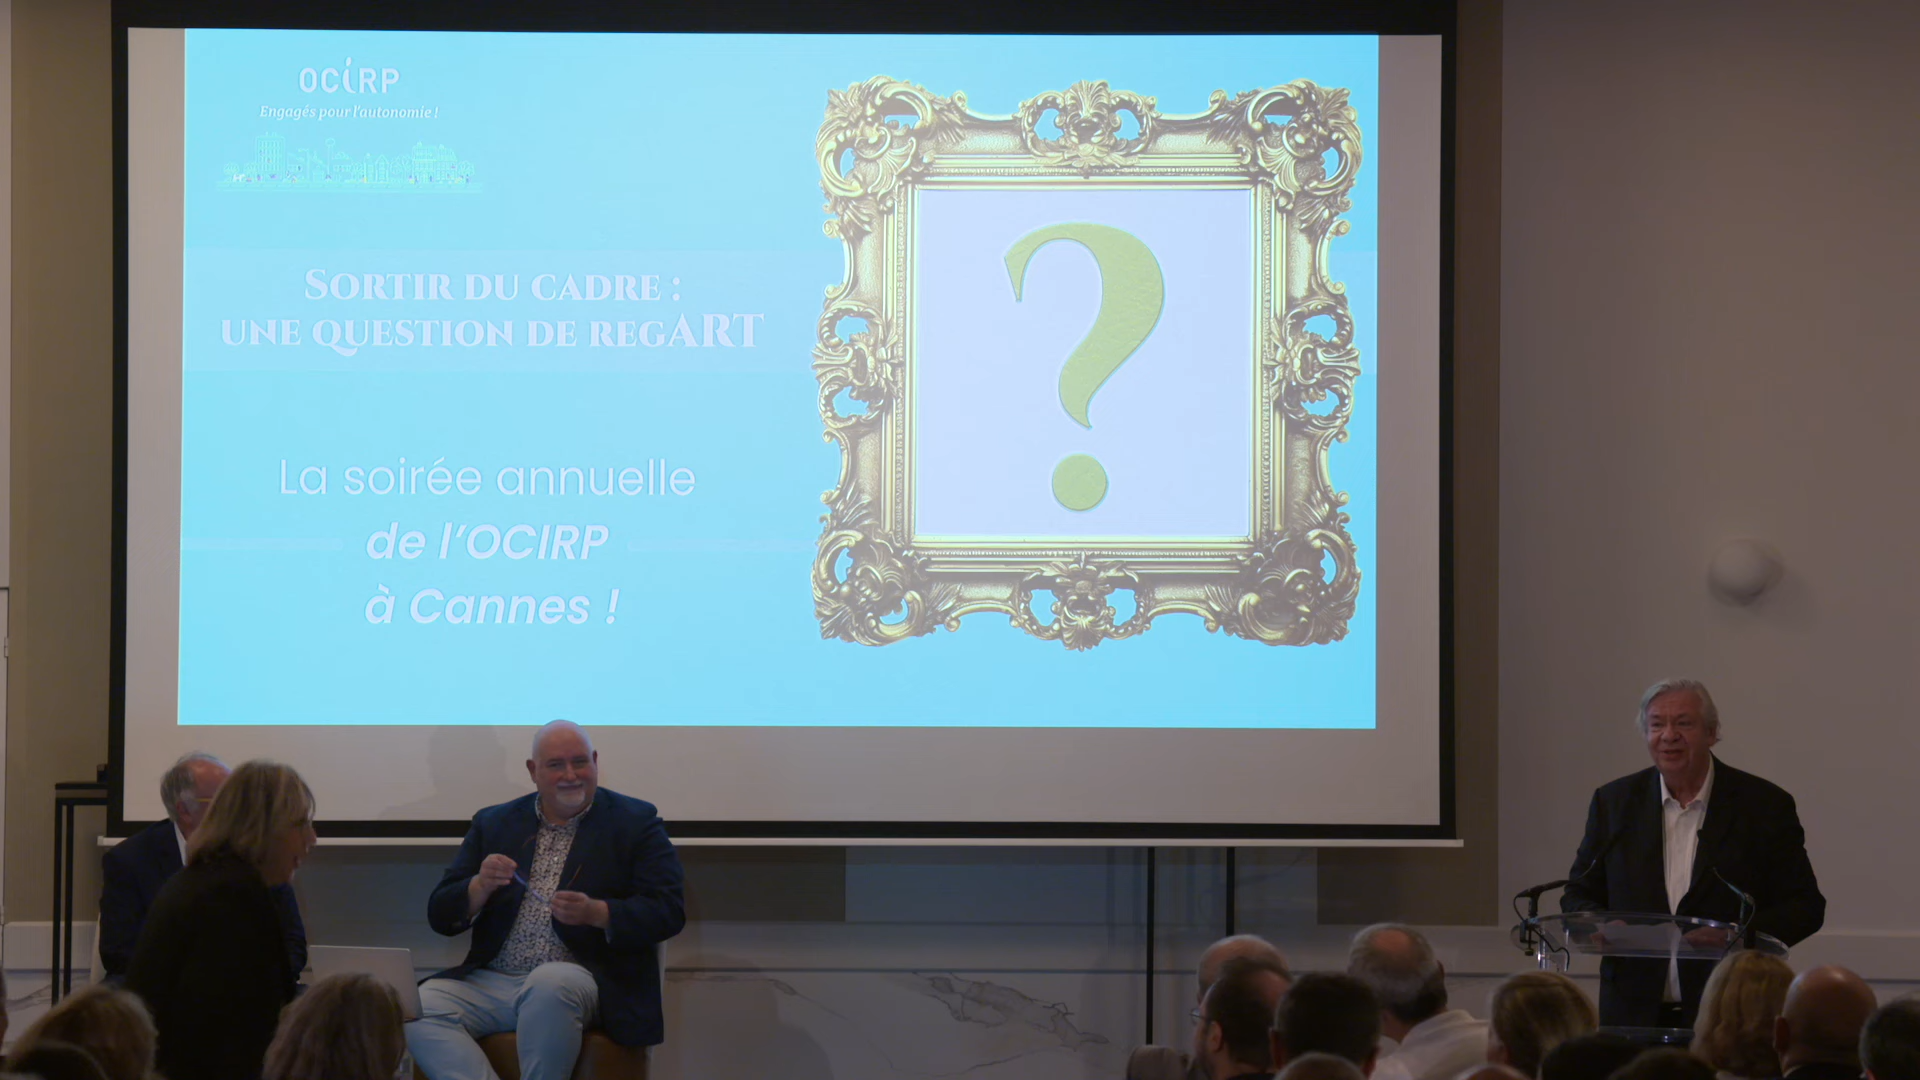 OCIRP
Engagés pour l'autonomie !
SORTIR DU CADRE :
UNE QUESTION DE REGART
La soirée annuelle
de l'OCIRP
à Cannes !
?